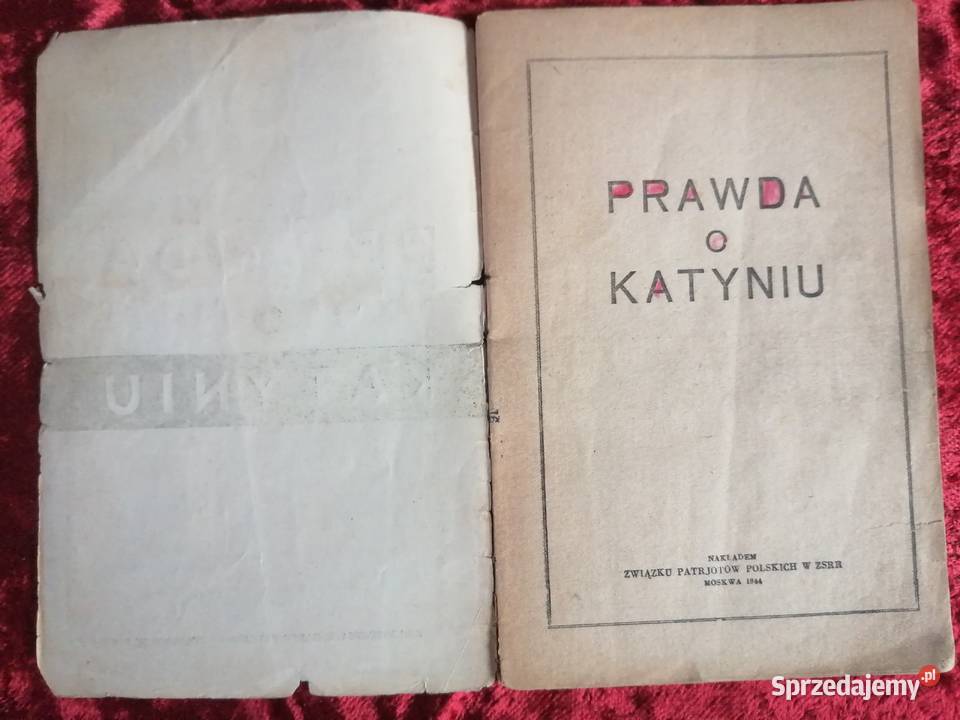 PRAWDA
O
KATYNIU
NAKŁADEM
ZWIĄZKU PATRJOTÓW POLSKICH W ZSRR
MOSKWA 1944
Sprzedajemy.pl